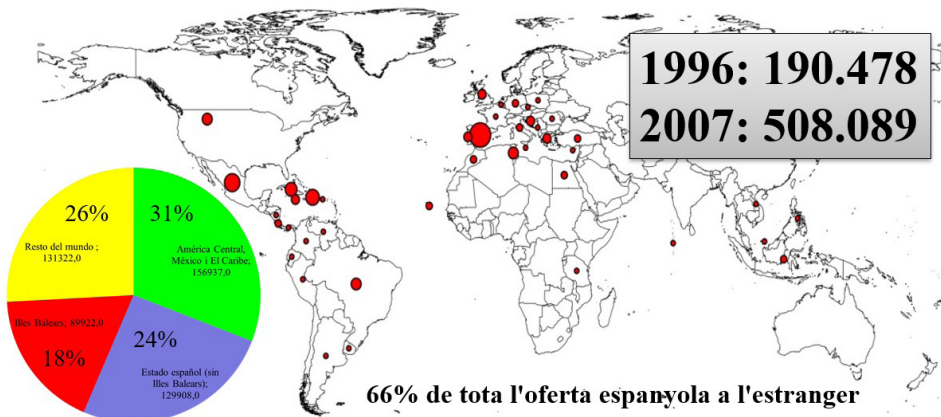 1996: 190.478
2007: 508.089
26%
Resto del mundo ;
131322,0
31%
América Central,
México i El Caribe;
156937,0
Illes Balears; 89922,0
18%
24%
Estado español (sin
Illes Balears);
129908,0
66% de tota l'oferta espanyola a l'estranger